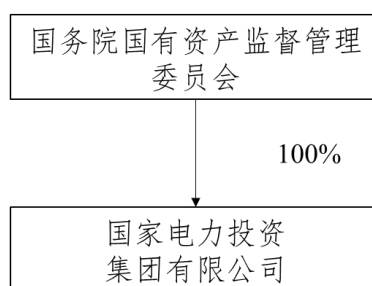 国务院国有资产监督管理
委员会
100%
国家电力投资
集团有限公司